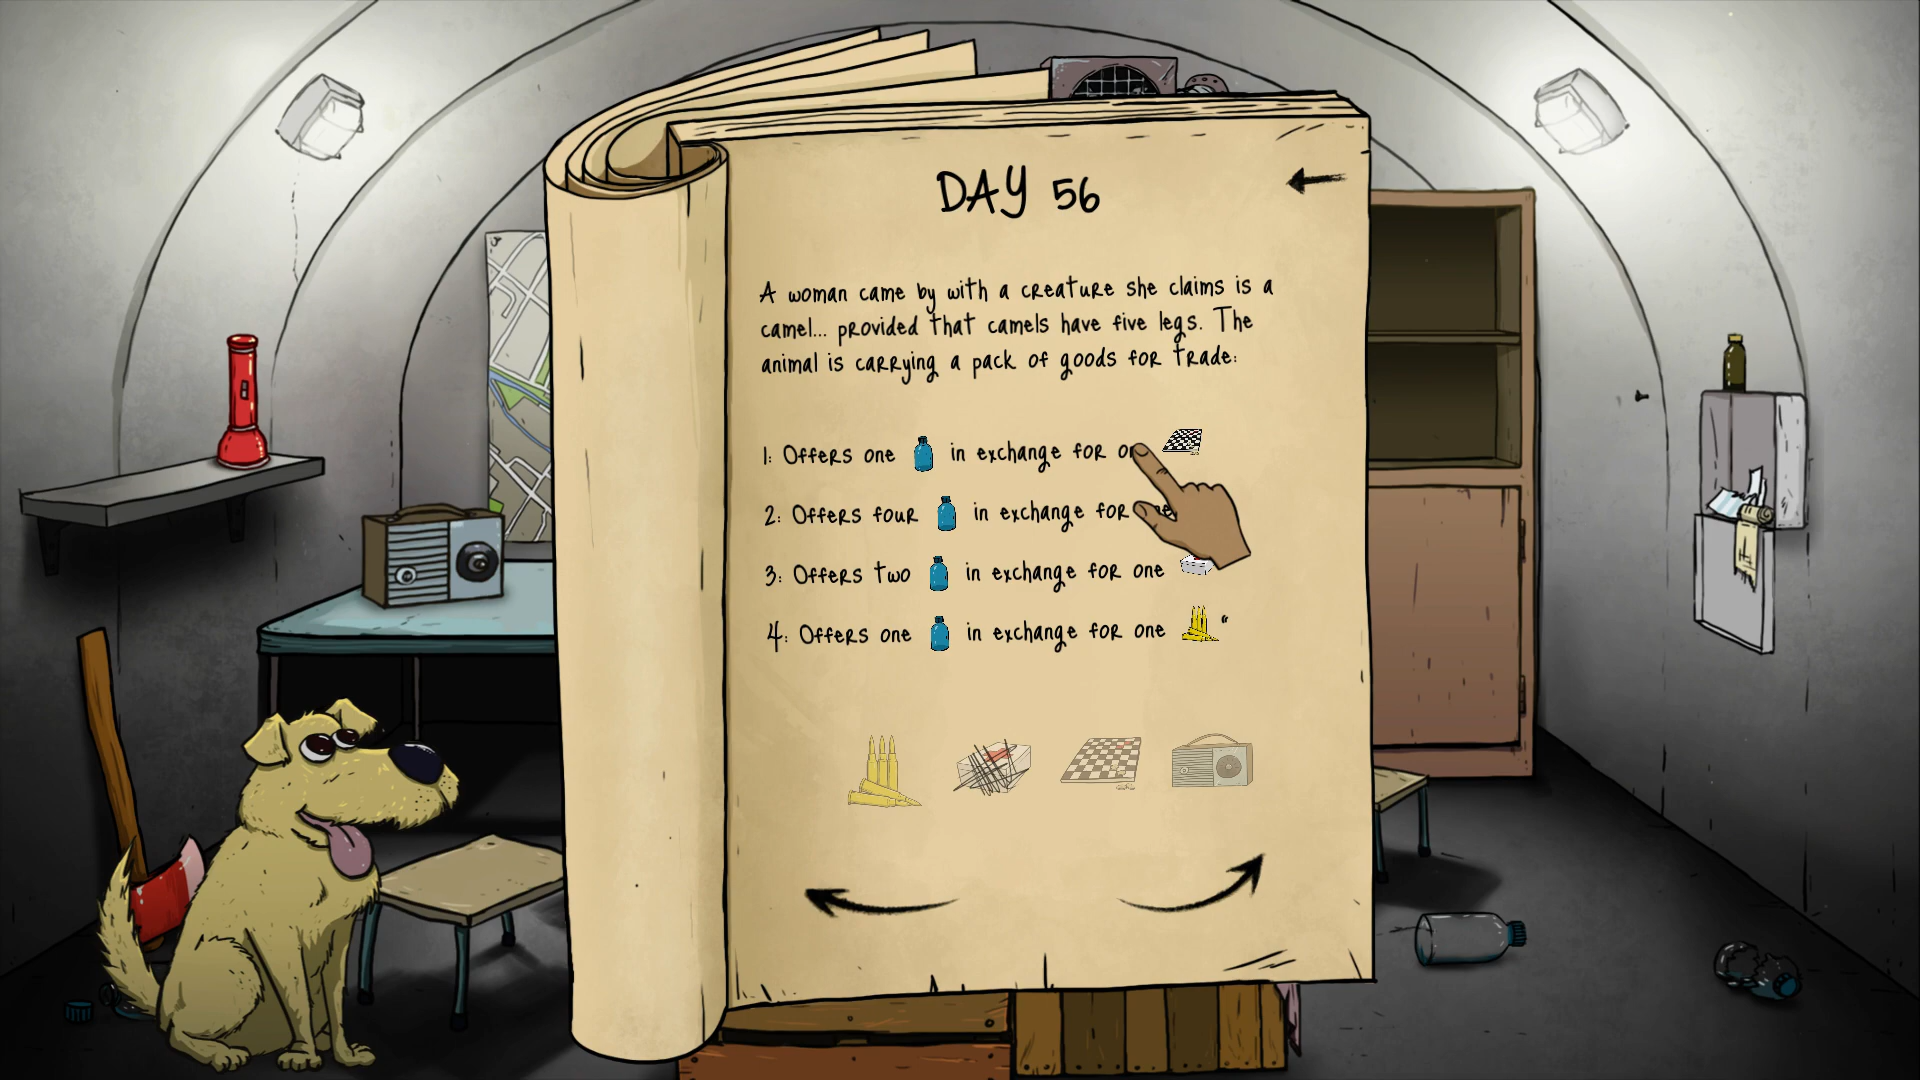 DAY 56
A woman came by with a creature she claims is a
camel... provided that camels have five legs. The
animal is carrying a pack of goods for trade:
1: Offers one in exchange for
2: Offers four in exchange for
3: Offers two in exchange for one
4: Offers one in exchange for one "